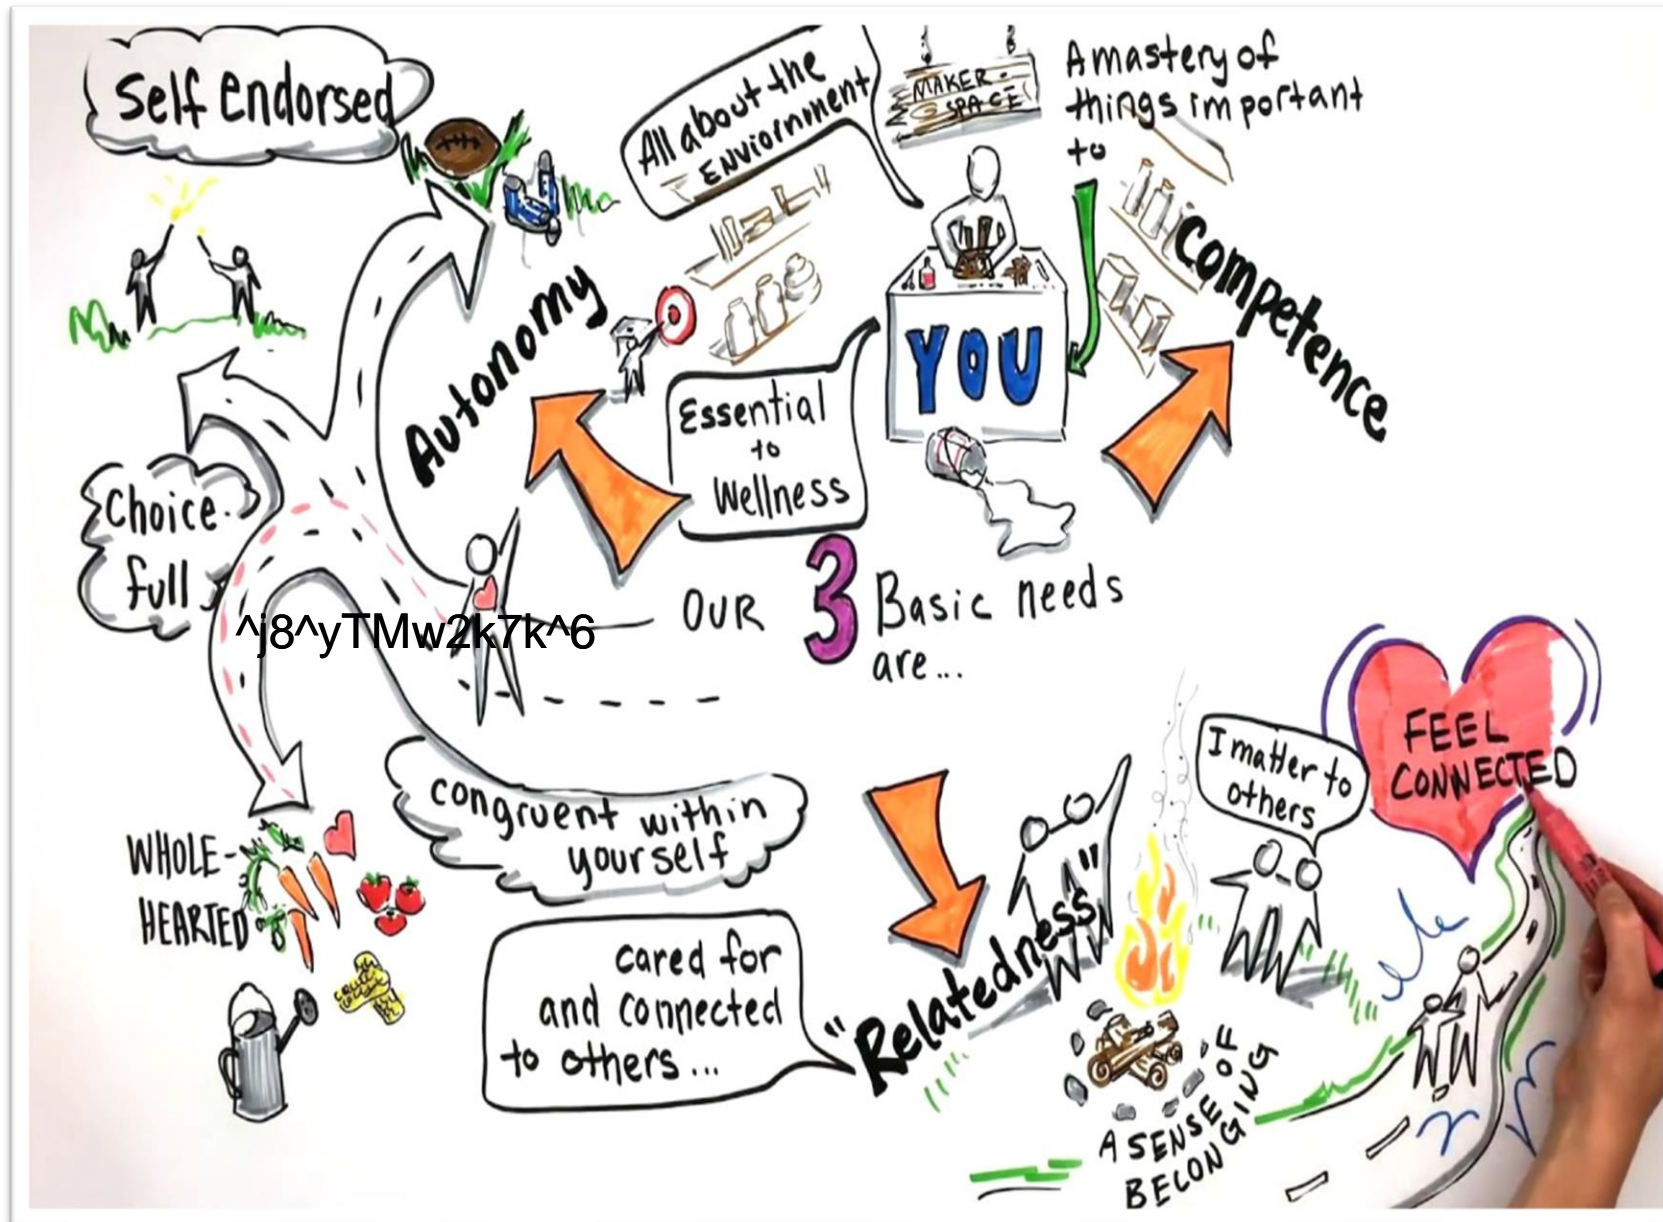 Self Endorsed
All about the
ENViornment
MAKER-
SPACE
A mastery of
things important
to
Competence
Autonomy
YOU
Essential
to
Wellness
Choice-
full
^j8^yTMw2k7k^6
OUR 3 Basic needs
are...
FEEL
CONNECTED
I matter to
others
congruent within
yourself
WHOLE-
HEARTED
cared for
and connected
to others...
"Relatedness"
A SENSE OF
BELONGING